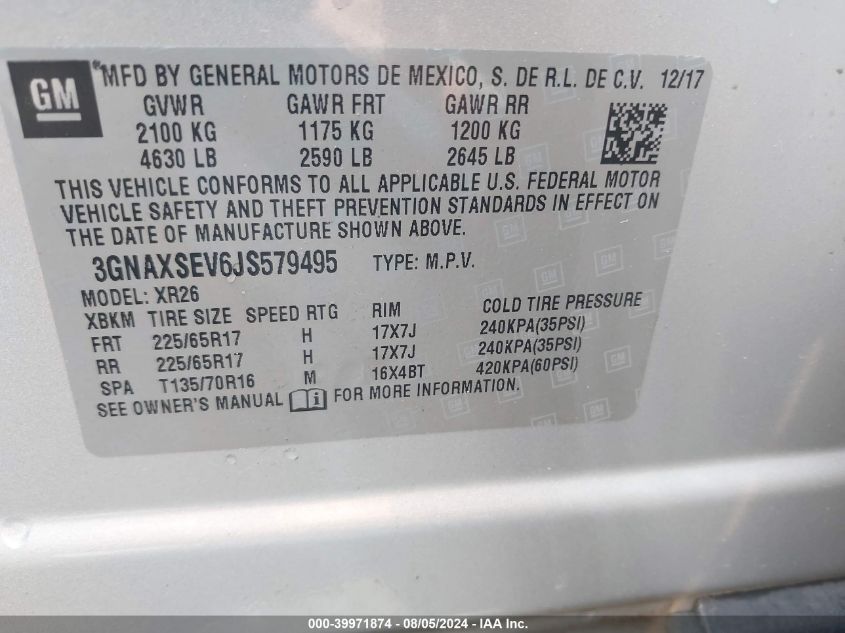 GM
®MFD BY GENERAL MOTORS DE MEXICO, S. DE R.L. DE C.V. 12/17
GVWR GAWR FRT GAWR RR
2100 KG 1175 KG 1200 KG
4630 LB 2590 LB 2645 LB
THIS VEHICLE CONFORMS TO ALL APPLICABLE U.S. FEDERAL MOTOR
VEHICLE SAFETY AND THEFT PREVENTION STANDARDS IN EFFECT ON
THE DATE OF MANUFACTURE SHOWN ABOVE.
3GNAXSEV6JS579495 TYPE: M.P.V.
MODEL: XR26
XBKM TIRE SIZE SPEED RTG RIM COLD TIRE PRESSURE
FRT 225/65R17 H 17X7J 240KPA(35PSI)
RR 225/65R17 H 17X7J 240KPA(35PSI)
SPA T135/70R16 M 16X4BT 420KPA(60PSI)
SEE OWNER'S MANUAL i FOR MORE INFORMATION.
000-39971874 | 08/05/2024 - IAA Inc.